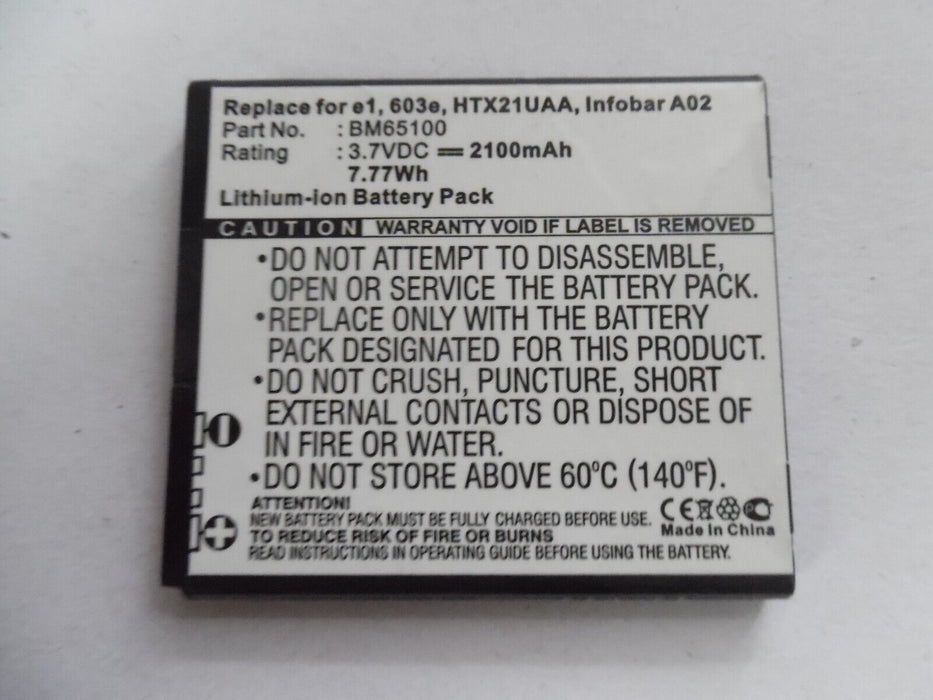 Replace for e1, 603e, HTX21UAA, Infobar A02
Part No. : BM65100
Rating : 3.7VDC ⎓ 2100mAh
7.77Wh
Lithium-ion Battery Pack
CAUTION WARRANTY VOID IF LABEL IS REMOVED
•DO NOT ATTEMPT TO DISASSEMBLE,
OPEN OR SERVICE THE BATTERY PACK.
•REPLACE ONLY WITH THE BATTERY
PACK DESIGNATED FOR THIS PRODUCT.
•DO NOT CRUSH, PUNCTURE, SHORT
EXTERNAL CONTACTS OR DISPOSE OF
IN FIRE OR WATER.
•DO NOT STORE ABOVE 60ºC (140ºF).
ATTENTION!
NEW BATTERY PACK MUST BE FULLY CHARGED BEFORE USE.
TO REDUCE RISK OF FIRE OR BURNS
READ INSTRUCTIONS IN OPERATING GUIDE BEFORE USING THE BATTERY.
CE
Made in China